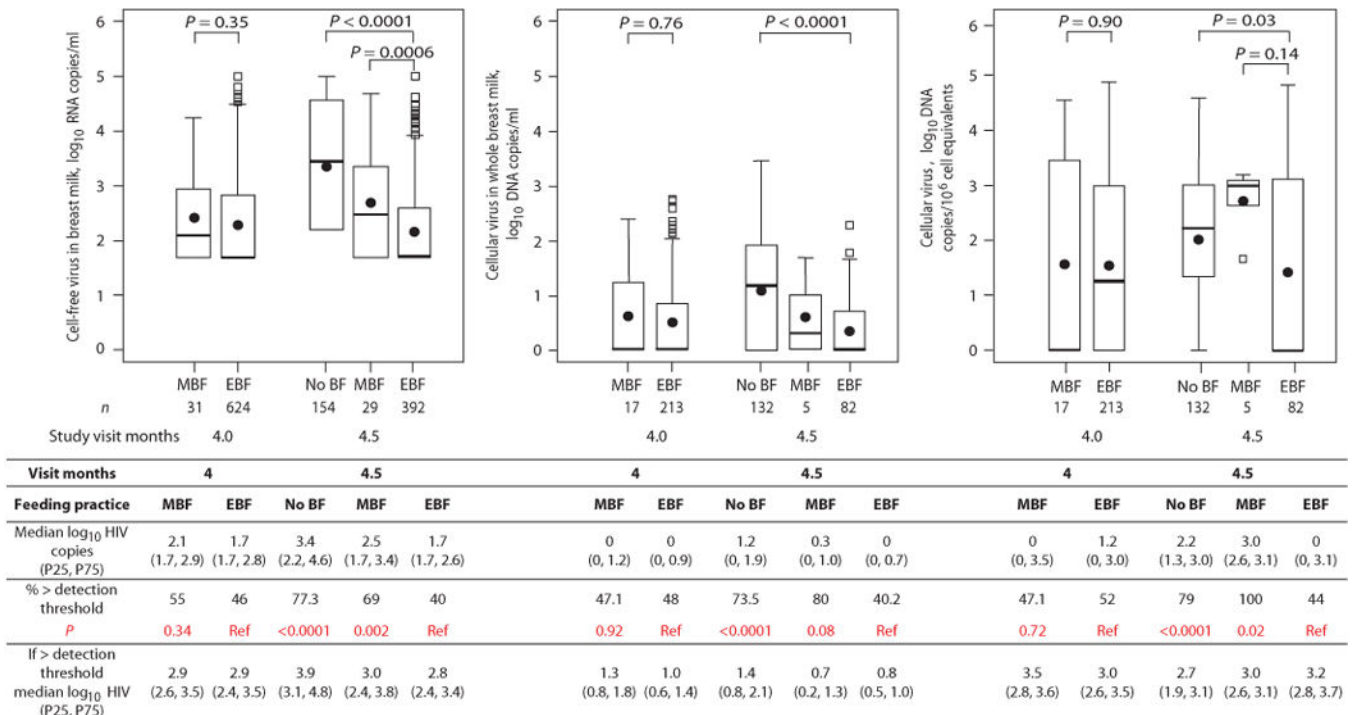 6
5
4
3
2
1
0
Cell-free virus in breast milk, log10 RNA copies/ml
P = 0.35
P < 0.0001
P = 0.0006
MBF EBF No BF MBF EBF
n 31 624 154 29 392
Study visit months 4.0 4.5
6
5
4
3
2
1
0
Cellular virus in whole breast milk,
log10 DNA copies/ml
P = 0.76
P < 0.0001
MBF EBF No BF MBF EBF
17 213 132 5 82
4.0 4.5
6
5
4
3
2
1
0
Cellular virus, log10 DNA
copies/10^6 cell equivalents
P = 0.90
P = 0.03
P = 0.14
MBF EBF No BF MBF EBF
17 213 132 5 82
4.0 4.5
Visit months 4 4.5 4 4.5 4 4.5
Feeding practice MBF EBF No BF MBF EBF MBF EBF No BF MBF EBF MBF EBF No BF MBF EBF
Median log10 HIV
copies
(P25, P75)
2.1 1.7 3.4 2.5 1.7 0 0 1.2 0.3 0 0 1.2 2.2 3.0 0
(1.7, 2.9) (1.7, 2.8) (2.2, 4.6) (1.7, 3.4) (1.7, 2.6) (0, 1.2) (0, 0.9) (0, 1.9) (0, 1.0) (0, 0.7) (0, 3.5) (0, 3.0) (1.3, 3.0) (2.6, 3.1) (0, 3.1)
% > detection
threshold
55 46 77.3 69 40 47.1 48 73.5 80 40.2 47.1 52 79 100 44
P 0.34 Ref <0.0001 0.002 Ref 0.92 Ref <0.0001 0.08 Ref 0.72 Ref <0.0001 0.02 Ref
If > detection
threshold
median log10 HIV
(P25, P75)
2.9 2.9 3.9 3.0 2.8 1.3 1.0 1.4 0.7 0.8 3.5 3.0 2.7 3.0 3.2
(2.6, 3.5) (2.4, 3.5) (3.1, 4.8) (2.4, 3.8) (2.4, 3.4) (0.8, 1.8) (0.6, 1.4) (0.8, 2.1) (0.2, 1.3) (0.5, 1.0) (2.8, 3.6) (2.6, 3.5) (1.9, 3.1) (2.6, 3.1) (2.8, 3.7)